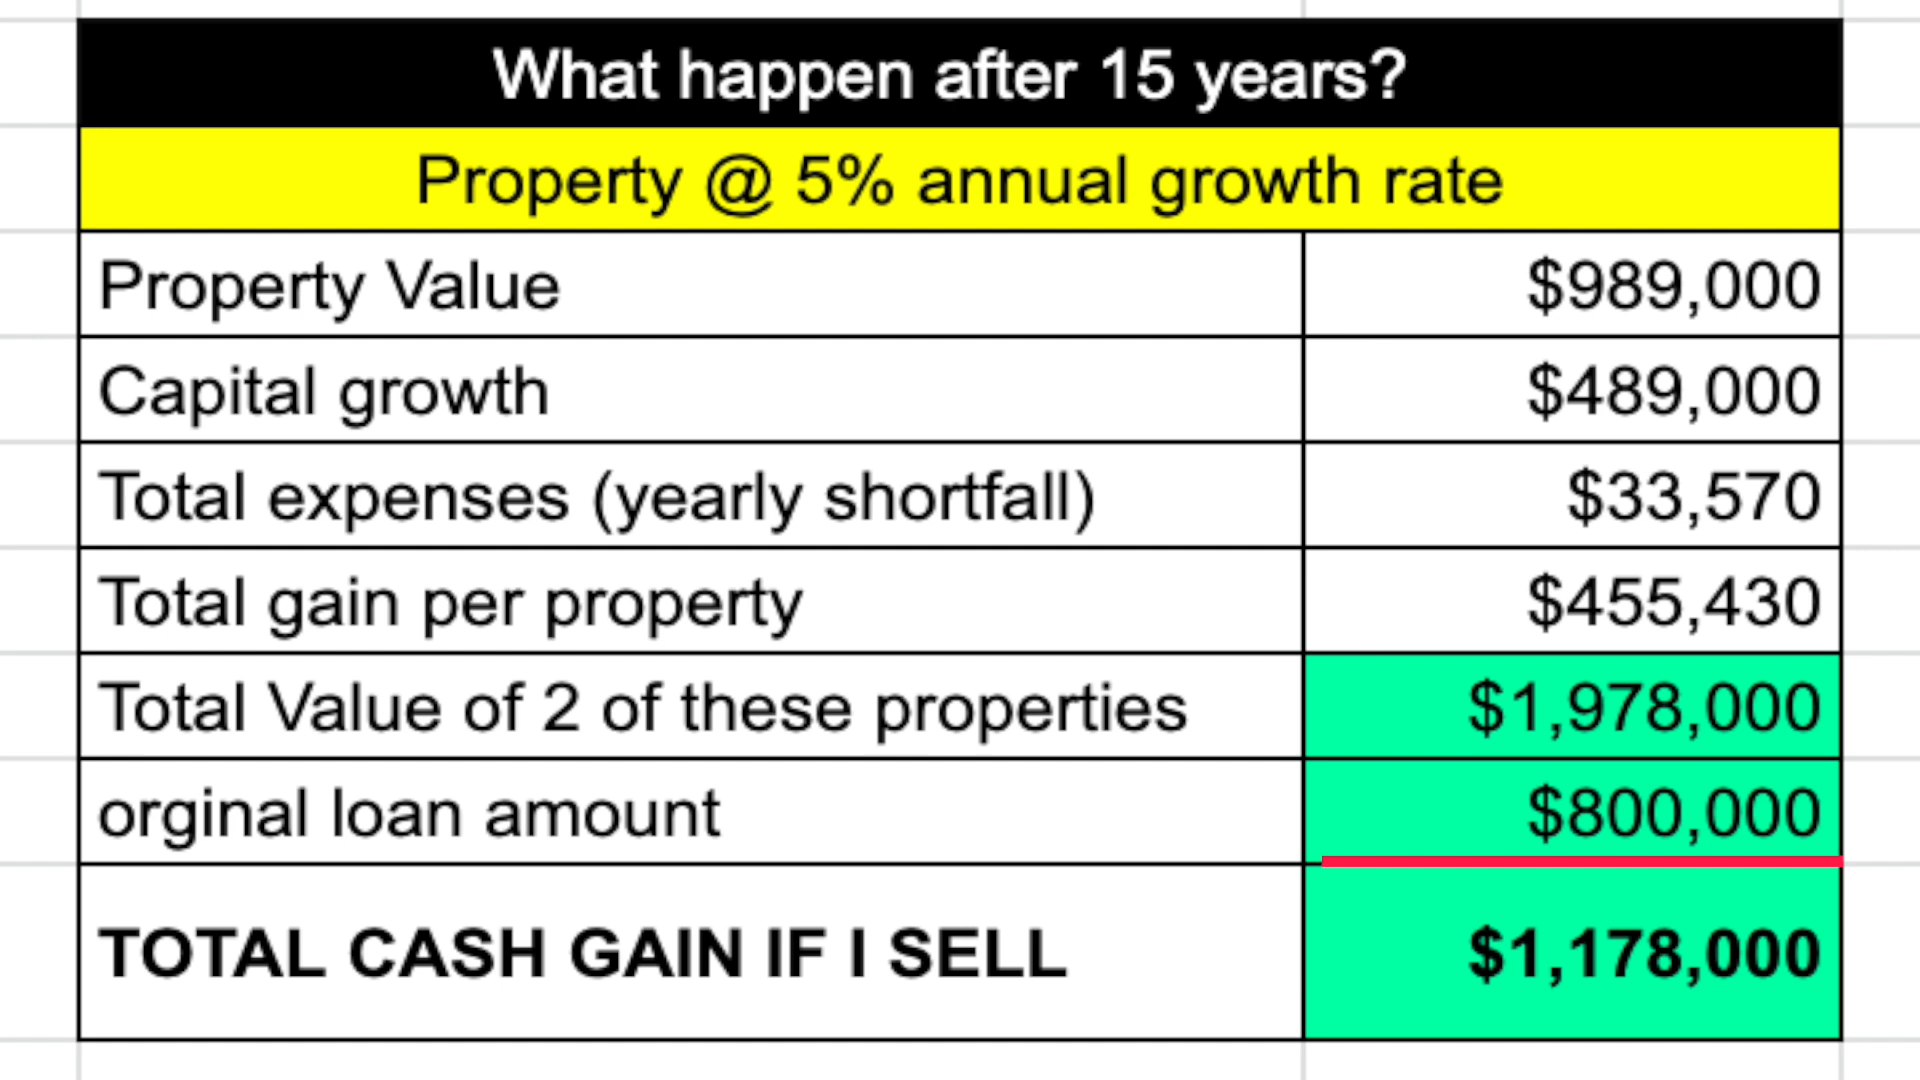 What happen after 15 years?
Property @ 5% annual growth rate
Property Value $989,000
Capital growth $489,000
Total expenses (yearly shortfall) $33,570
Total gain per property $455,430
Total Value of 2 of these properties $1,978,000
orginal loan amount $800,000
TOTAL CASH GAIN IF I SELL $1,178,000